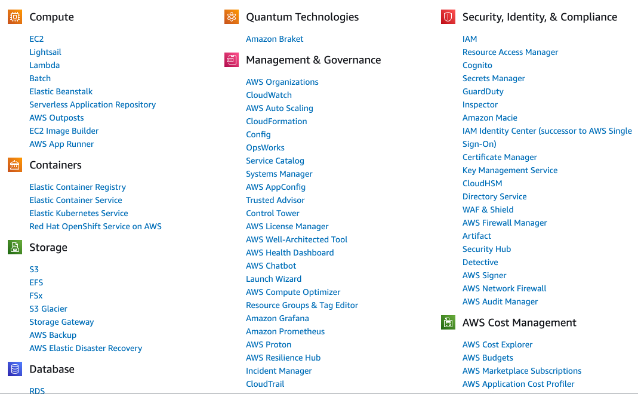 Compute
EC2
Lightsail
Lambda
Batch
Elastic Beanstalk
Serverless Application Repository
AWS Outposts
EC2 Image Builder
AWS App Runner
Containers
Elastic Container Registry
Elastic Container Service
Elastic Kubernetes Service
Red Hat OpenShift Service on AWS
Storage
S3
EFS
FSx
S3 Glacier
Storage Gateway
AWS Backup
AWS Elastic Disaster Recovery
Database
RDS
Quantum Technologies
Amazon Braket
Management & Governance
AWS Organizations
CloudWatch
AWS Auto Scaling
CloudFormation
Config
OpsWorks
Service Catalog
Systems Manager
AWS AppConfig
Trusted Advisor
Control Tower
AWS License Manager
AWS Well-Architected Tool
AWS Health Dashboard
AWS Chatbot
Launch Wizard
AWS Compute Optimizer
Resource Groups & Tag Editor
Amazon Grafana
Amazon Prometheus
AWS Proton
AWS Resilience Hub
Incident Manager
CloudTrail
Security, Identity, & Compliance
IAM
Resource Access Manager
Cognito
Secrets Manager
GuardDuty
Inspector
Amazon Macie
IAM Identity Center (successor to AWS Single
Sign-On)
Certificate Manager
Key Management Service
CloudHSM
Directory Service
WAF & Shield
AWS Firewall Manager
Artifact
Security Hub
Detective
AWS Signer
AWS Network Firewall
AWS Audit Manager
AWS Cost Management
AWS Cost Explorer
AWS Budgets
AWS Marketplace Subscriptions
AWS Application Cost Profiler